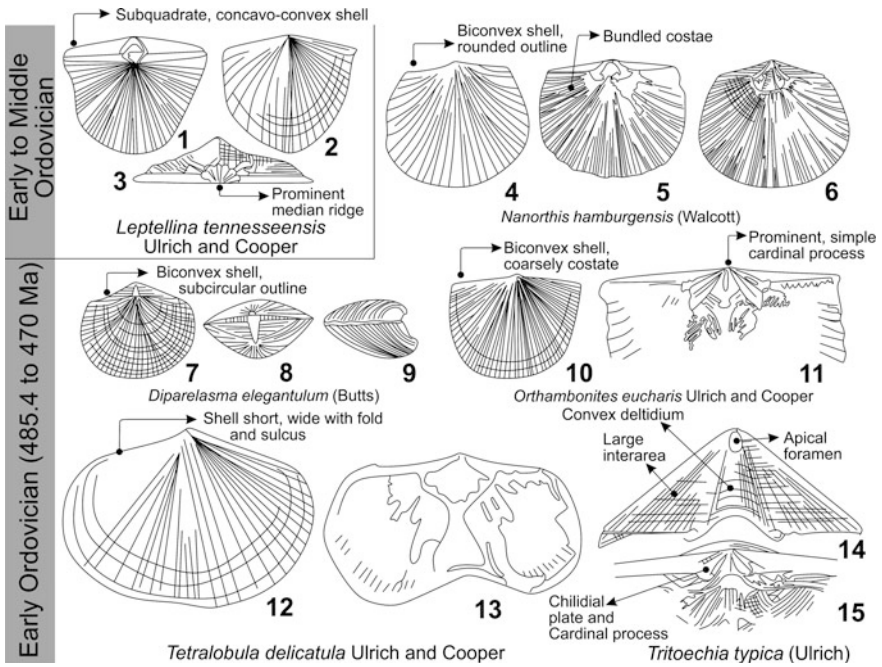 Early to Middle
Ordovician
Subquadrate, concavo-convex shell
1
2
3
Prominent
median ridge
Leptellina tennesseensis
Ulrich and Cooper
Biconvex shell,
rounded outline
Bundled costae
4
5
6
Nanorthis hamburgensis (Walcott)
Early Ordovician (485.4 to 470 Ma)
Biconvex shell,
subcircular outline
7
8
9
Diparelasma elegantulum (Butts)
Biconvex shell,
coarsely costate
Prominent, simple
cardinal process
10
11
Orthambonites eucharis Ulrich and Cooper
Shell short, wide with fold
and sulcus
12
13
Tetralobula delicatula Ulrich and Cooper
Convex deltidium
Large
interarea
Apical
foramen
14
Chilidial
plate and
Cardinal process
15
Tritoechia typica (Ulrich)